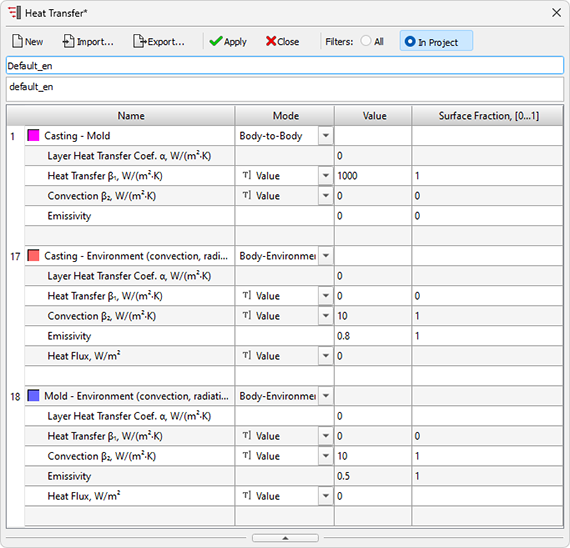 Heat Transfer*
New Import... Export... Apply Close Filters: All In Project
Default_en
default_en
Name Mode Value Surface Fraction, [0...1]
1 Casting - Mold Body-to-Body
Layer Heat Transfer Coef. α, W/(m²·K) 0
Heat Transfer β₁, W/(m²·K) T] Value 1000 1
Convection β₂, W/(m²·K) T] Value 0 0
Emissivity 0 0
17 Casting - Environment (convection, radi... Body-Environmer
Layer Heat Transfer Coef. α, W/(m²·K) 0
Heat Transfer β₁, W/(m²·K) T] Value 0 0
Convection β₂, W/(m²·K) T] Value 10 1
Emissivity 0.8 1
Heat Flux, W/m² T] Value 0
18 Mold - Environment (convection, radiati... Body-Environmer
Layer Heat Transfer Coef. α, W/(m²·K) 0
Heat Transfer β₁, W/(m²·K) T] Value 0 0
Convection β₂, W/(m²·K) T] Value 10 1
Emissivity 0.5 1
Heat Flux, W/m² T] Value 0